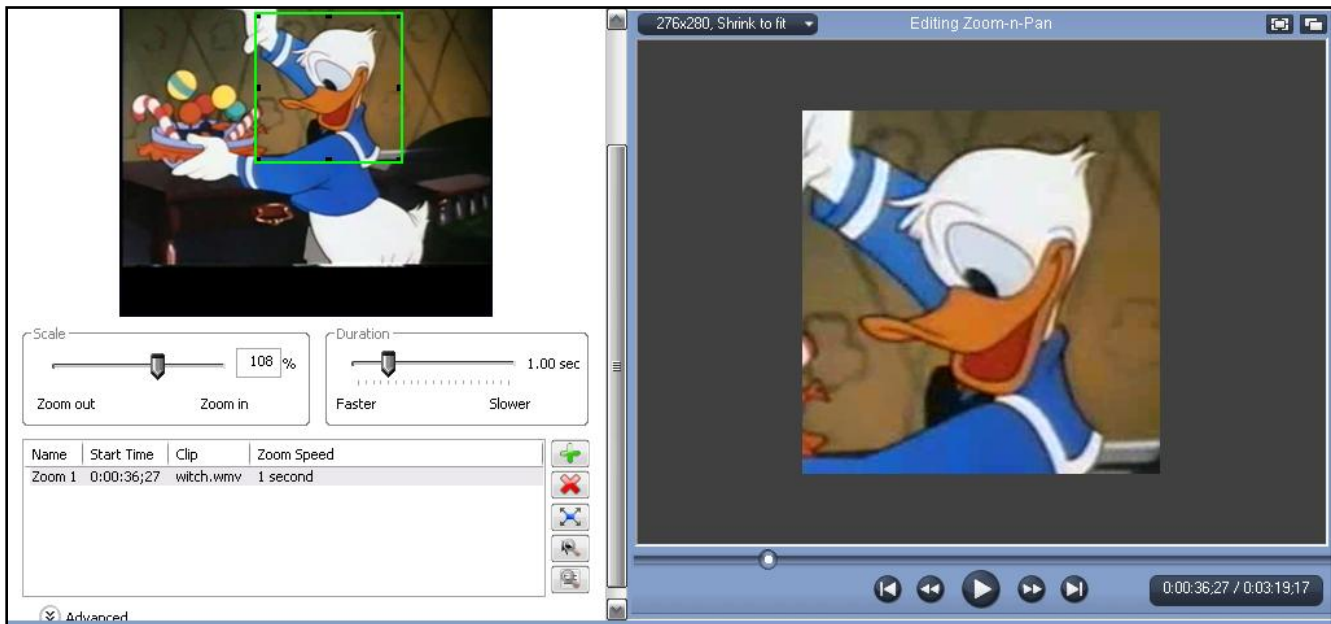 276x280, Shrink to fit
Editing Zoom-n-Pan
Scale
108 %
Zoom out Zoom in
Duration
1.00 sec
Faster Slower
Name Start Time Clip Zoom Speed
Zoom 1 0:00:36;27 witch.wmv 1 second
Advanced
0:00:36;27 / 0:03:19;17